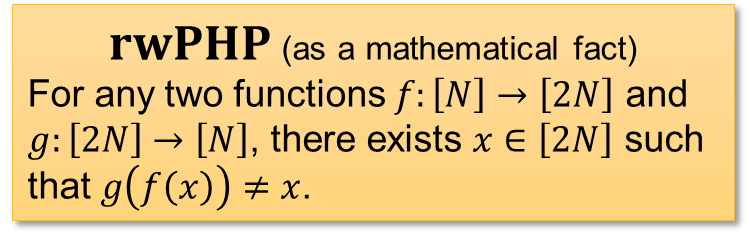 rwPHP (as a mathematical fact)
For any two functions f: [N] → [2N] and
g: [2N] → [N], there exists x ∈ [2N] such
that g(f(x)) ≠ x.